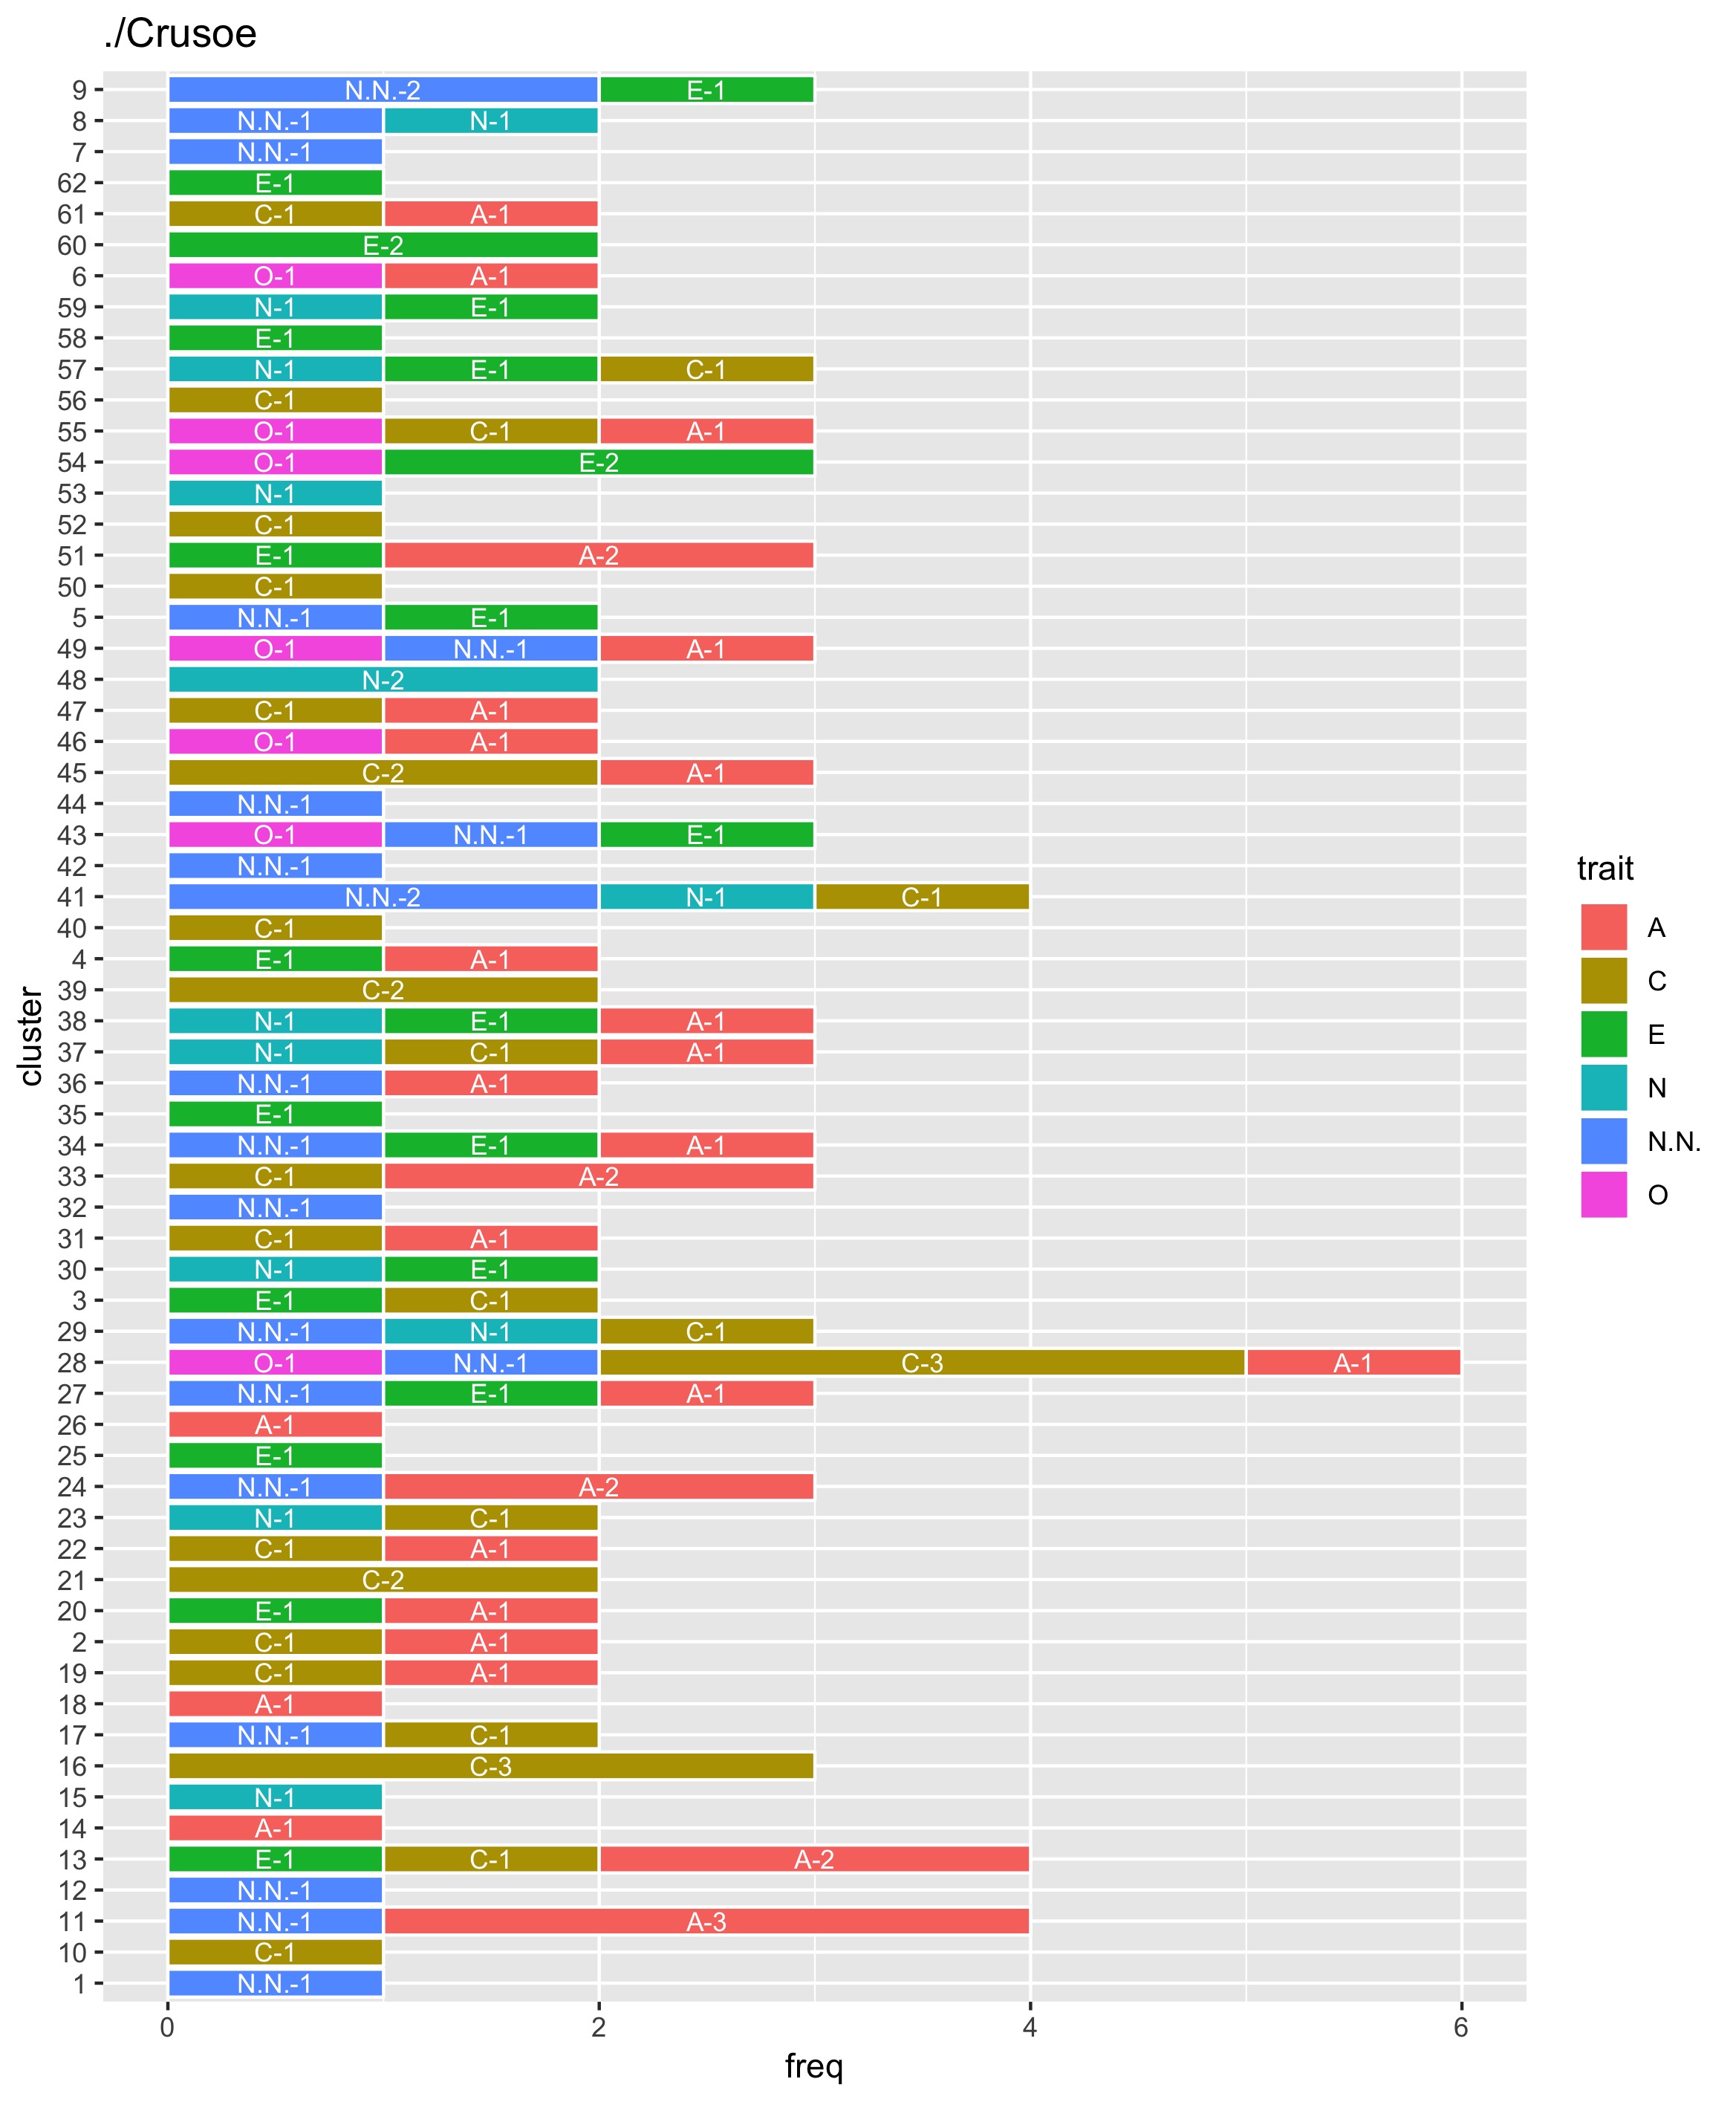 ./Crusoe
9 N.N.-2 E-1
8 N.N.-1 N-1
7 N.N.-1
62 E-1
61 C-1 A-1
60 E-2
6 O-1 A-1
59 N-1 E-1
58 E-1
57 N-1 E-1 C-1
56 C-1
55 O-1 C-1 A-1
54 O-1 E-2
53 N-1
52 C-1
51 E-1 A-2
50 C-1
5 N.N.-1 E-1
49 O-1 N.N.-1 A-1
48 N-2
47 C-1 A-1
46 O-1 A-1
45 C-2 A-1
44 N.N.-1
43 O-1 N.N.-1 E-1
42 N.N.-1
41 N.N.-2 N-1 C-1
40 C-1
4 E-1 A-1
39 C-2
38 N-1 E-1 A-1
37 N-1 C-1 A-1
36 N.N.-1 A-1
35 E-1
34 N.N.-1 E-1 A-1
33 C-1 A-2
32 N.N.-1
31 C-1 A-1
30 N-1 E-1
3 E-1 C-1
29 N.N.-1 N-1 C-1
28 O-1 N.N.-1 C-3 A-1
27 N.N.-1 E-1 A-1
26 A-1
25 E-1
24 N.N.-1 A-2
23 N-1 C-1
22 C-1 A-1
21 C-2
20 E-1 A-1
2 C-1 A-1
19 C-1 A-1
18 A-1
17 N.N.-1 C-1
16 C-3
15 N-1
14 A-1
13 E-1 C-1 A-2
12 N.N.-1
11 N.N.-1 A-3
10 C-1
1 N.N.-1
0 2 4 6
freq
cluster
trait
A
C
E
N
N.N.
O